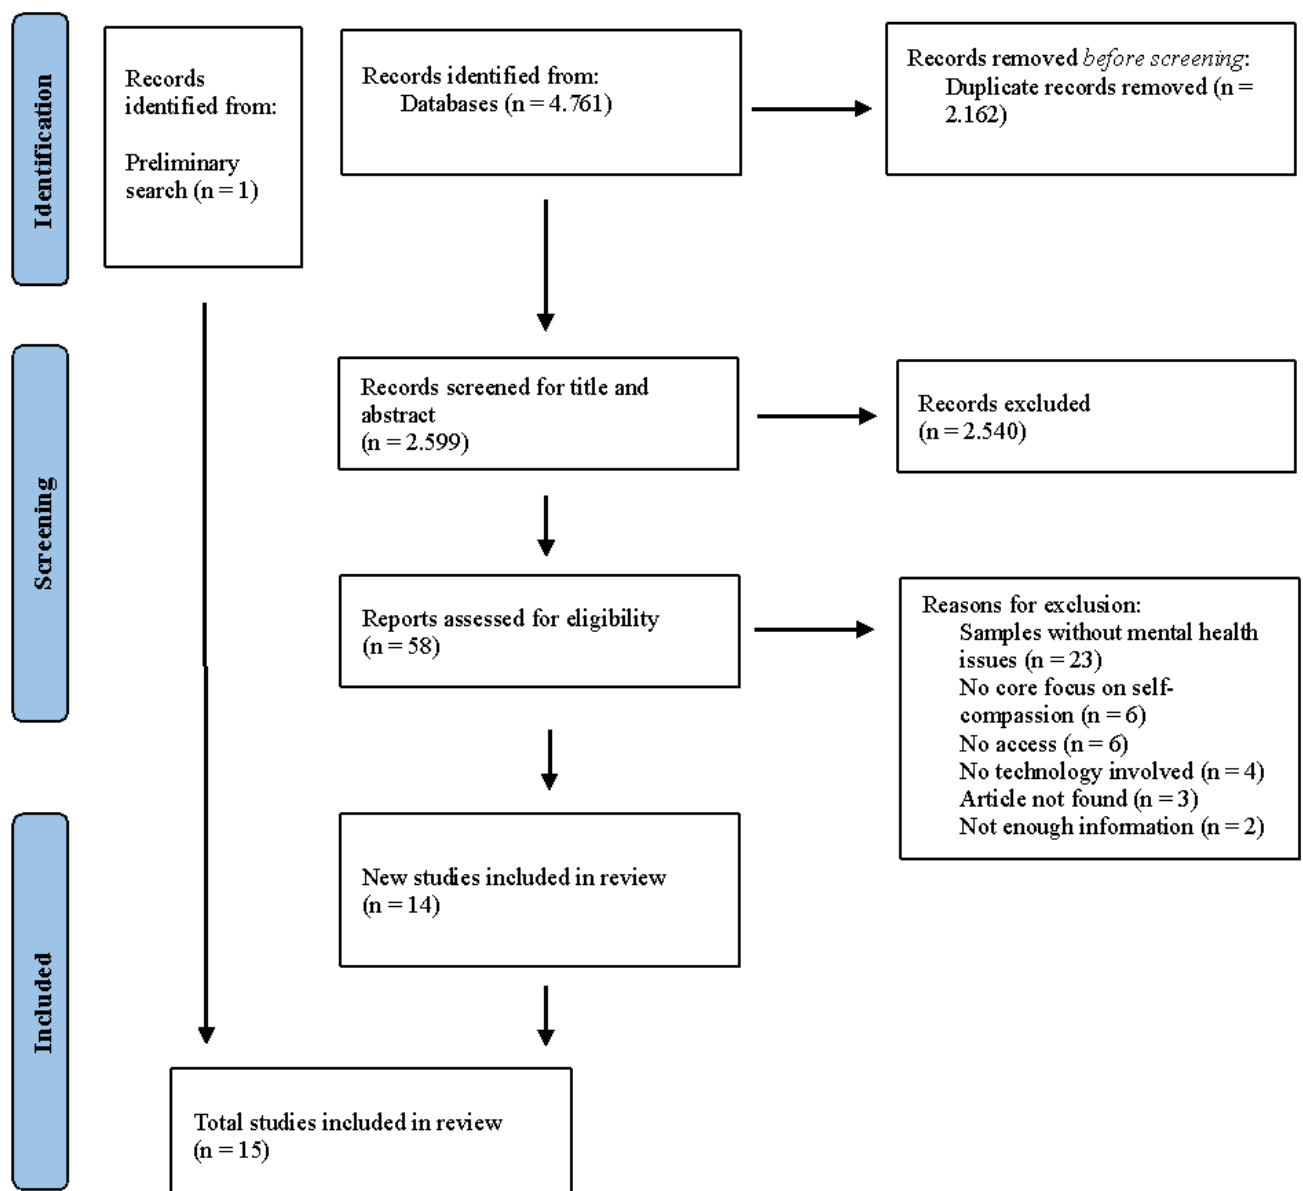 Identification
Records
identified from:
Preliminary
search (n = 1)
Records identified from:
Databases (n = 4.761)
Records removed before screening:
Duplicate records removed (n =
2.162)
Screening
Records screened for title and
abstract
(n = 2.599)
Records excluded
(n = 2.540)
Reports assessed for eligibility
(n = 58)
Reasons for exclusion:
Samples without mental health
issues (n = 23)
No core focus on self-
compassion (n = 6)
No access (n = 6)
No technology involved (n = 4)
Article not found (n = 3)
Not enough information (n = 2)
Included
New studies included in review
(n = 14)
Total studies included in review
(n = 15)